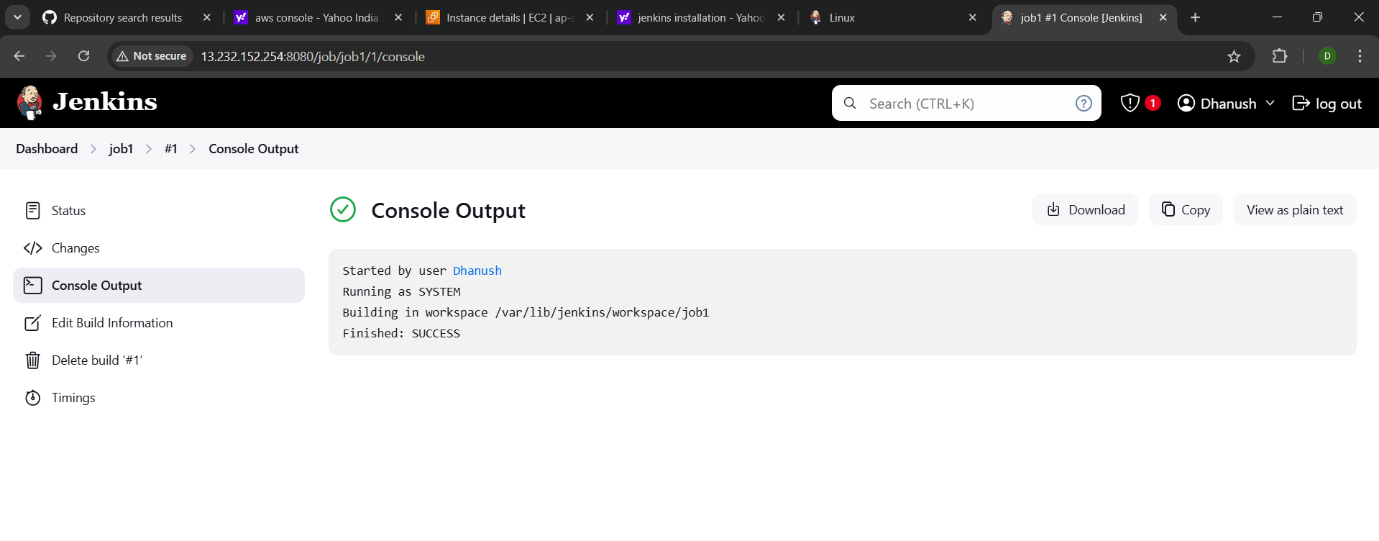 Repository search results
aws console - Yahoo India
Instance details | EC2 | ap-s
jenkins installation - Yahoo
Linux
job1 #1 Console [Jenkins]
Not secure
13.232.152.254:8080/job/job1/1/console
D
Jenkins
Search (CTRL+K)
?
1
Dhanush
log out
Dashboard > job1 > #1 > Console Output
Status
Changes
Console Output
Edit Build Information
Delete build ‘#1’
Timings
Console Output
Download
Copy
View as plain text
Started by user Dhanush
Running as SYSTEM
Building in workspace /var/lib/jenkins/workspace/job1
Finished: SUCCESS